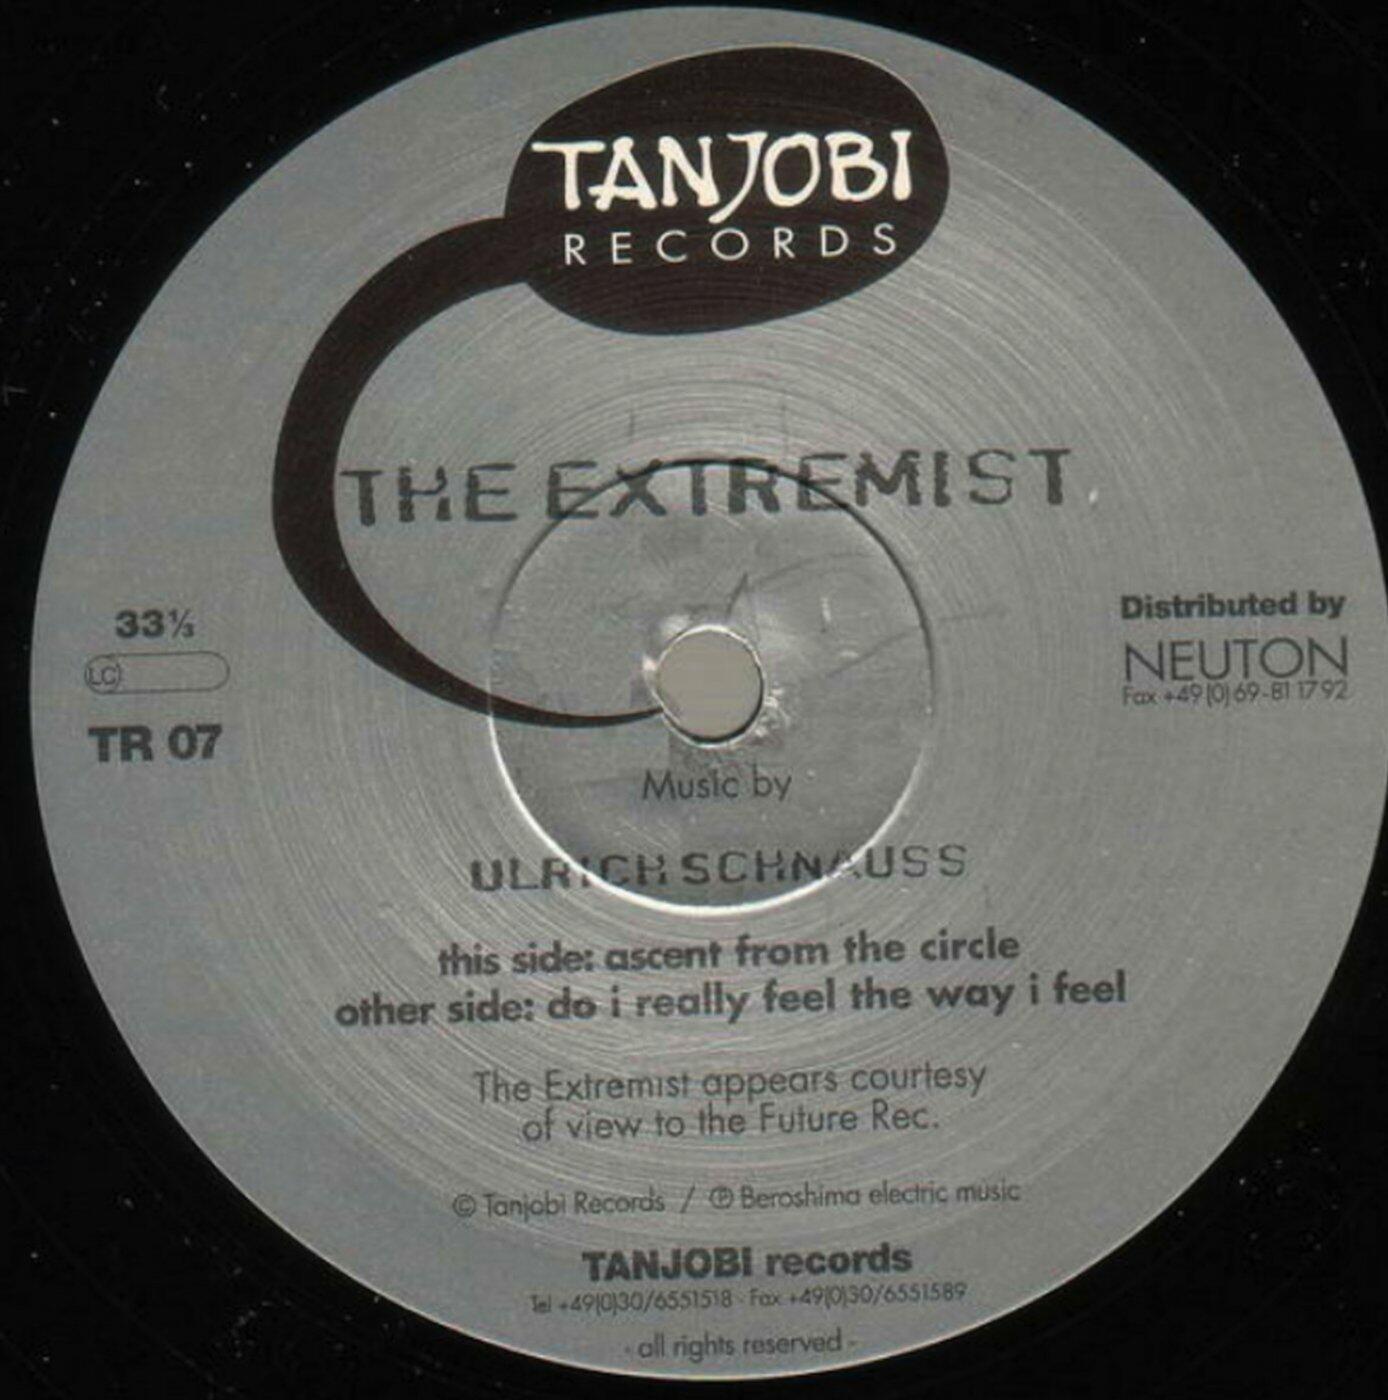 TANJOBI
RECORDS
THE EXTREMIST
33⅓
LC
TR 07
Distributed by
NEUTON
Fax +49(0)69-81 17 92
Music by
ULRICH SCHNAUSS
this side: ascent from the circle
other side: do i really feel the way i feel
The Extremist appears courtesy
of view to the Future Rec.
© Tanjobi Records / ℗ Beroshima electric music
TANJOBI records
Tel +49(0)30/6551518 · Fax +49(0)30/6551589
- all rights reserved -